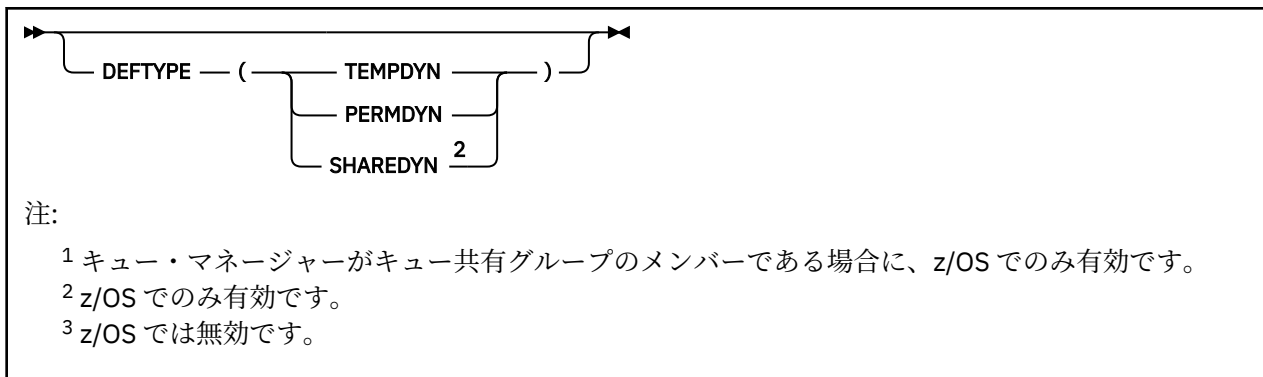 DEFTYPE ( TEMPDYN )
PERMDYN
SHAREDYN 2
注:
1 キュー・マネージャーがキュー共有グループのメンバーである場合に、z/OS でのみ有効です。
2 z/OS でのみ有効です。
3 z/OS では無効です。